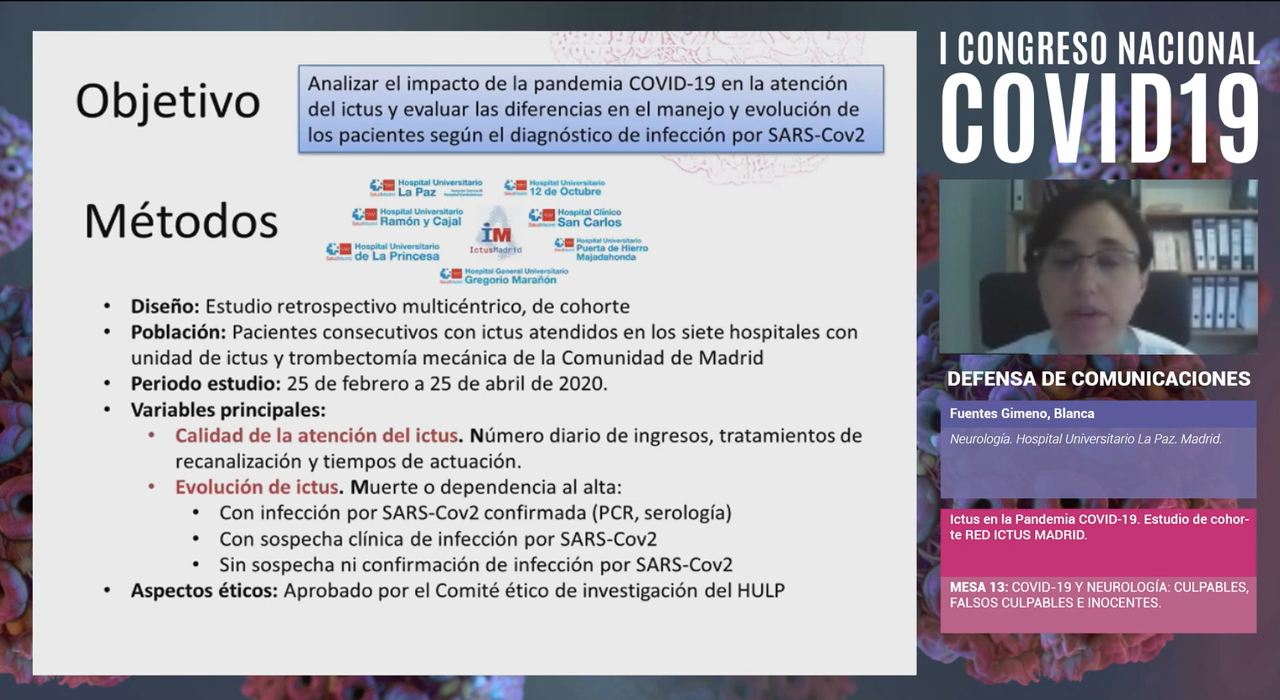 Objetivo
Analizar el impacto de la pandemia COVID-19 en la atención
del ictus y evaluar las diferencias en el manejo y evolución de
los pacientes según el diagnóstico de infección por SARS-Cov2
Métodos
Hospital Universitario
La Paz
Hospital Universitario
12 de Octubre
Hospital Universitario
Ramón y Cajal
Hospital Clínico
San Carlos
IM
IctusMadrid
Hospital Universitario
de La Princesa
Hospital Universitario
Puerta de Hierro
Majadahonda
Hospital General Universitario
Gregorio Marañón
• Diseño: Estudio retrospectivo multicéntrico, de cohorte
• Población: Pacientes consecutivos con ictus atendidos en los siete hospitales con
unidad de ictus y trombectomía mecánica de la Comunidad de Madrid
• Periodo estudio: 25 de febrero a 25 de abril de 2020.
• Variables principales:
• Calidad de la atención del ictus. Número diario de ingresos, tratamientos de
recanalización y tiempos de actuación.
• Evolución de ictus. Muerte o dependencia al alta:
• Con infección por SARS-Cov2 confirmada (PCR, serología)
• Con sospecha clínica de infección por SARS-Cov2
• Sin sospecha ni confirmación de infección por SARS-Cov2
• Aspectos éticos: Aprobado por el Comité ético de investigación del HULP
I CONGRESO NACIONAL
COVID19
DEFENSA DE COMUNICACIONES
Fuentes Gimeno, Blanca
Neurología. Hospital Universitario La Paz. Madrid.
Ictus en la Pandemia COVID-19. Estudio de cohor-
te RED ICTUS MADRID.
MESA 13: COVID-19 Y NEUROLOGÍA: CULPABLES,
FALSOS CULPABLES E INOCENTES.